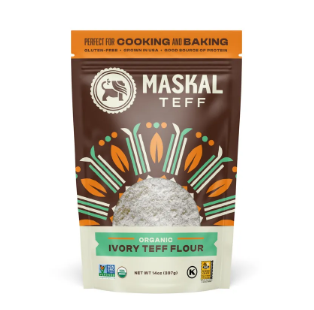 PERFECT FOR COOKING AND BAKING
GLUTEN-FREE • GROWN IN USA • GOOD SOURCE OF PROTEIN
MASKAL
TEFF
ORGANIC
IVORY TEFF FLOUR
NET WT 14oz (397g)
K